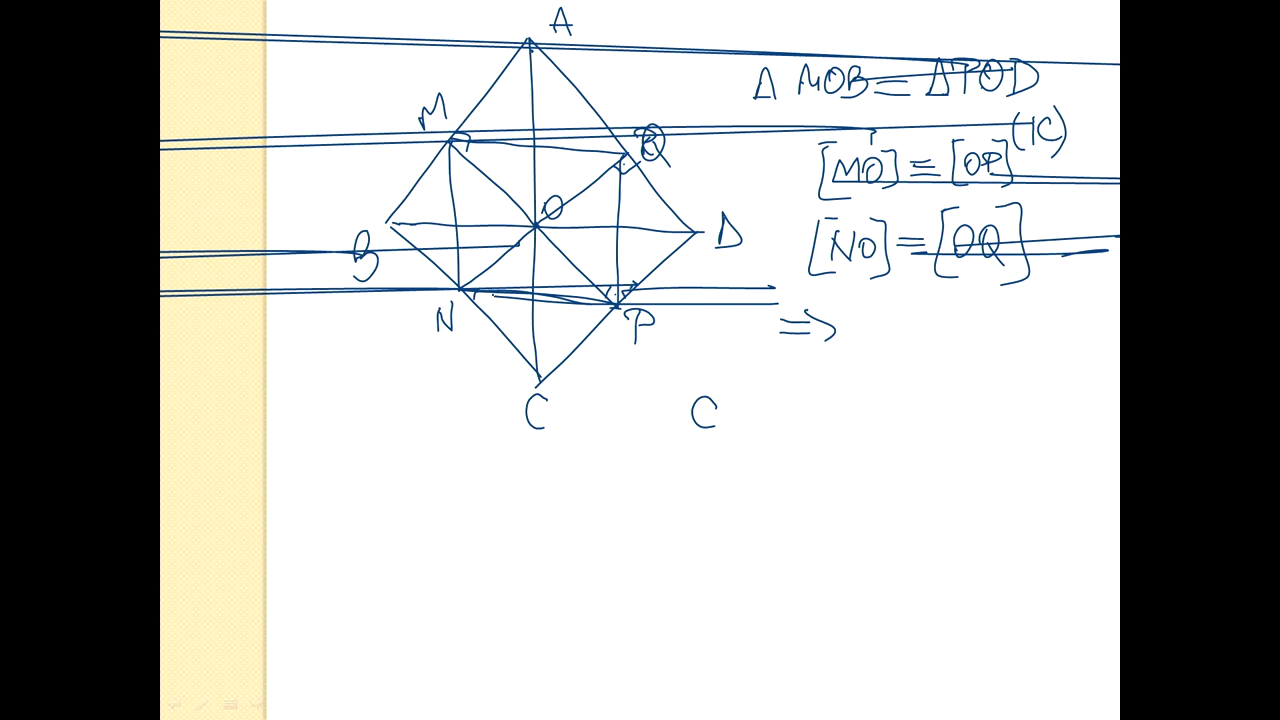 A
Δ MOB = ΔPOD
M
Q
(IC)
[MO] ≡ [OP]
O
B
D
[NO] ≡ [OQ]
N
P
⇒
C
C